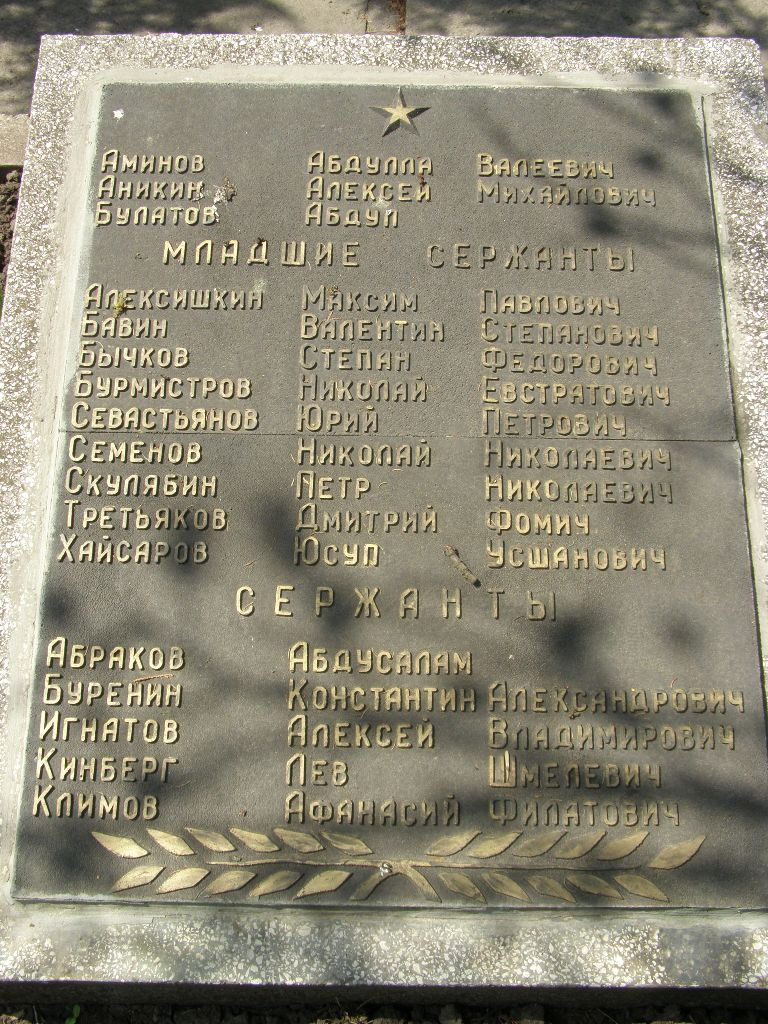 Аминов Абдулла Валеевич
Аникин Алексей Михайлович
Булатов Абдул
МЛАДШИЕ СЕРЖАНТЫ
Алексишкин Максим Павлович
Бавин Валентин Степанович
Бычков Степан Федорович
Бурмистров Николай Евстратович
Севастьянов Юрий Петрович
Семенов Николай Николаевич
Скулябин Петр Николаевич
Третьяков Дмитрий Фомич
Хайсаров Юсуп Усшанович
СЕРЖАНТЫ
Абраков Абдусалам
Буренин Константин Александрович
Игнатов Алексей Владимирович
Кинберг Лев Шмелевич
Климов Афанасий Филатович